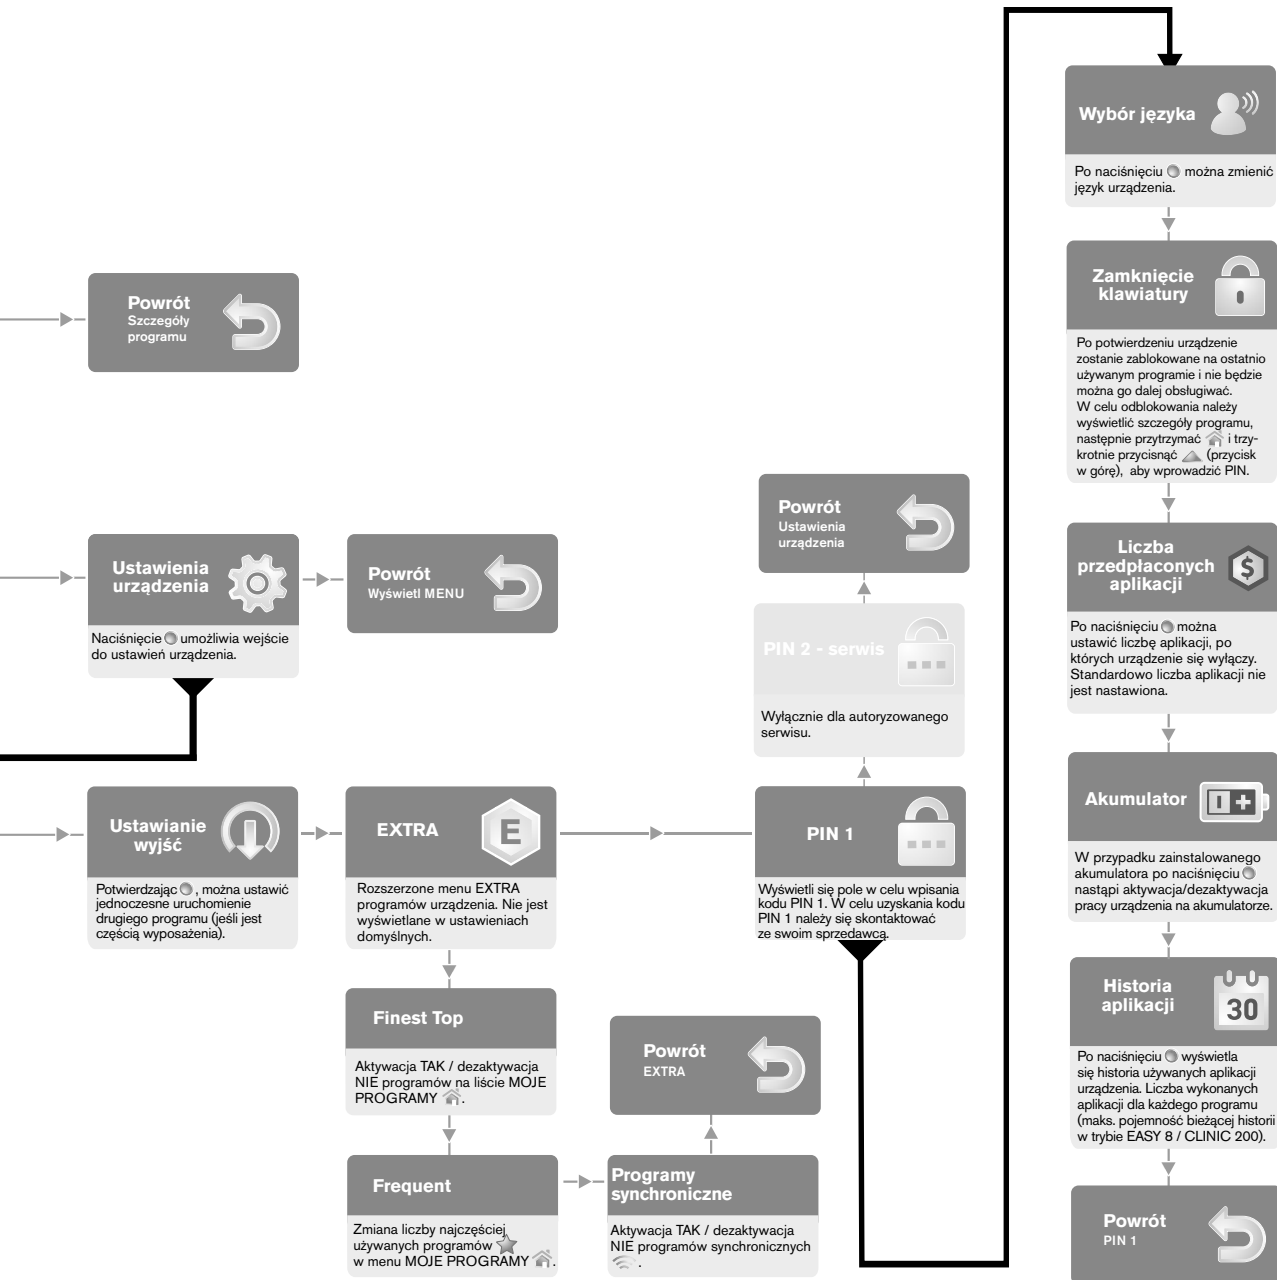 Powrót
Szczegóły
programu
Ustawienia
urządzenia
Naciśnięcie umożliwia wejście
do ustawień urządzenia.
Powrót
Wyświetl MENU
Ustawianie
wyjść
Potwierdzając , można ustawić
jednoczesne uruchomienie
drugiego programu (jeśli jest
częścią wyposażenia).
EXTRA
E
Rozszerzone menu EXTRA
programów urządzenia. Nie jest
wyświetlane w ustawieniach
domyślnych.
Finest Top
Aktywacja TAK / dezaktywacja
NIE programów na liście MOJE
PROGRAMY .
Frequent
Zmiana liczby najczęściej
używanych programów
w menu MOJE PROGRAMY .
Programy
synchroniczne
Aktywacja TAK / dezaktywacja
NIE programów synchronicznych
.
Powrót
EXTRA
Powrót
Ustawienia
urządzenia
PIN 2 - serwis
Wyłącznie dla autoryzowanego
serwisu.
PIN 1
Wyświetli się pole w celu wpisania
kodu PIN 1. W celu uzyskania kodu
PIN 1 należy się skontaktować
ze swoim sprzedawcą.
Wybór języka
Po naciśnięciu można zmienić
język urządzenia.
Zamknięcie
klawiatury
Po potwierdzeniu urządzenie
zostanie zablokowane na ostatnio
używanym programie i nie będzie
można go dalej obsługiwać.
W celu odblokowania należy
wyświetlić szczegóły programu,
następnie przytrzymać i trzy-
krotnie przycisnąć (przycisk
w górę), aby wprowadzić PIN.
Liczba
przedpłaconych
aplikacji
$
Po naciśnięciu można
ustawić liczbę aplikacji, po
których urządzenie się wyłączy.
Standardowo liczba aplikacji nie
jest nastawiona.
Akumulator
W przypadku zainstalowanego
akumulatora po naciśnięciu
nastąpi aktywacja/dezaktywacja
pracy urządzenia na akumulatorze.
Historia
aplikacji
30
Po naciśnięciu wyświetla
się historia używanych aplikacji
urządzenia. Liczba wykonanych
aplikacji dla każdego programu
(maks. pojemność bieżącej historii
w trybie EASY 8 / CLINIC 200).
Powrót
PIN 1